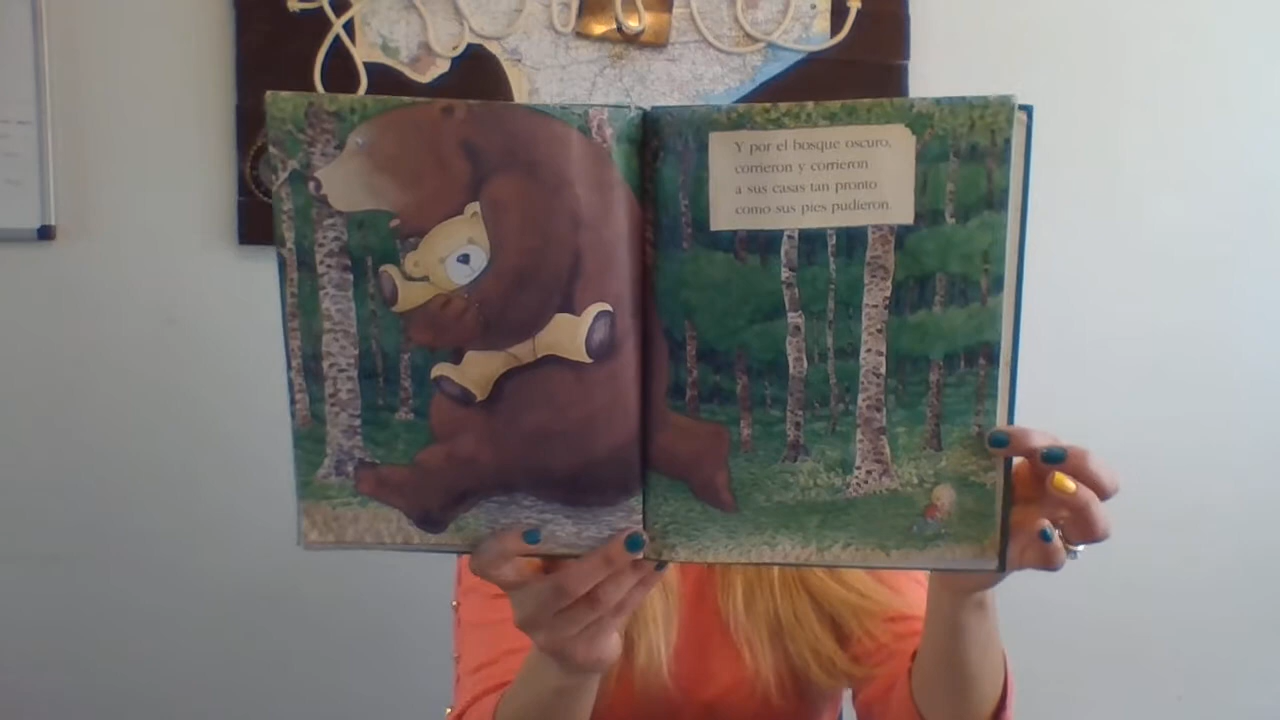 Y por el bosque oscuro,
corrieron y corrieron
a sus casas tan pronto
como sus pies pudieron.